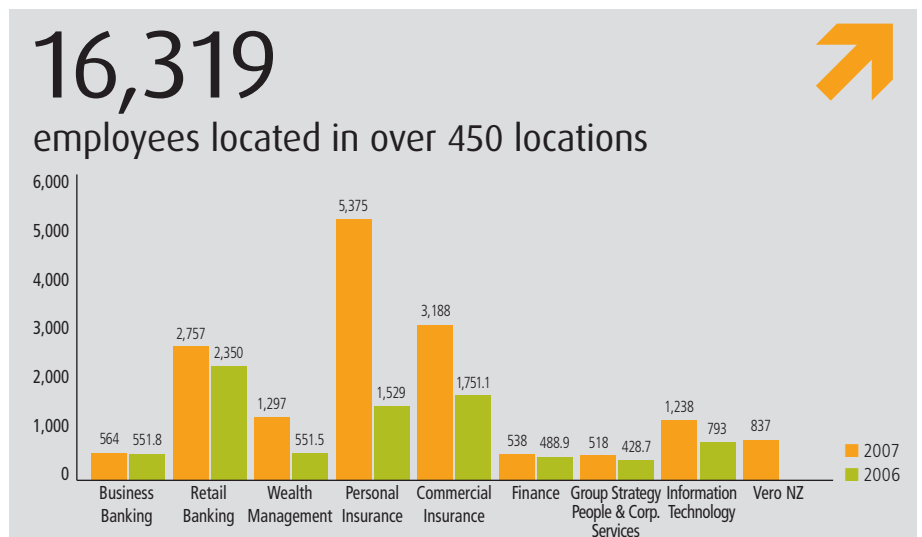 16,319
employees located in over 450 locations
6,000
5,000
4,000
3,000
2,000
1,000
0
564
551.8
2,757
2,350
1,297
551.5
5,375
1,529
3,188
1,751.1
538
488.9
518
428.7
1,238
793
837
Business
Banking
Retail
Banking
Wealth
Management
Personal
Insurance
Commercial
Insurance
Finance
Group Strategy
People & Corp.
Services
Information
Technology
Vero NZ
2007
2006